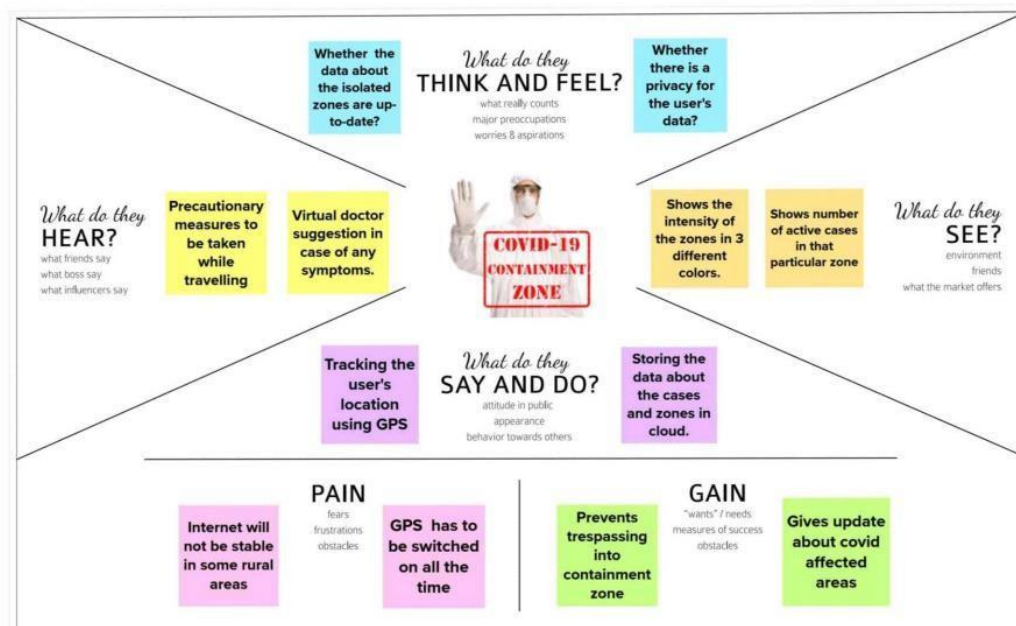 Whether the
data about
the isolated
zones are up-
to-date?
What do they
THINK AND FEEL?
what really counts
major preoccupations
worries & aspirations
Whether
there is a
privacy for
the user's
data?
What do they
HEAR?
what friends say
what boss say
what influencers say
Precautionary
measures to
be taken
while
travelling
Virtual doctor
suggestion in
case of any
symptoms.
COVID-19
CONTAINMENT
ZONE
Shows the
intensity of
the zones in 3
different
colors.
Shows number
of active cases
in that
particular zone
What do they
SEE?
environment
friends
what the market offers
Tracking the
user's
location
using GPS
What do they
SAY AND DO?
attitude in public
appearance
behavior towards others
Storing the
data about
the cases
and zones in
cloud.
PAIN
fears
frustrations
obstacles
Internet will
not be stable
in some rural
areas
GPS has to
be switched
on all the
time
GAIN
"wants" / needs
measures of success
obstacles
Prevents
trespassing
into
containment
zone
Gives update
about covid
affected
areas